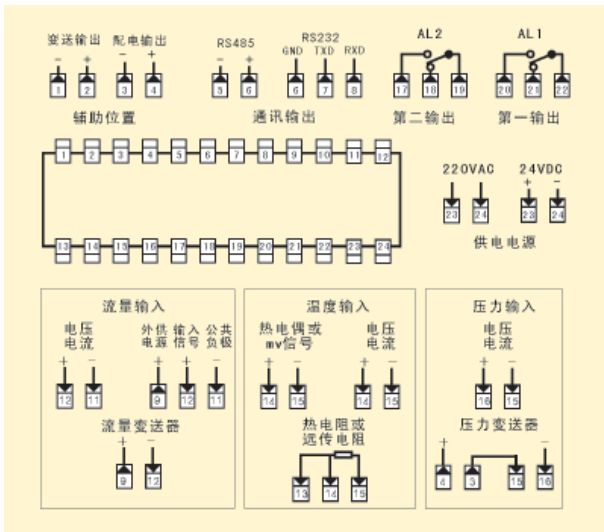 变送输出 配电输出 RS485 RS232 AL2 AL1
GND TXD RXD
- + - + - +
1 2 3 4 5 6 6 7 8 17 18 19 20 21 22
辅助位置 通讯输出 第二输出 第一输出
1 2 3 4 5 6 7 8 9 10 11 12
220VAC 24VDC
+ -
23 24 23 24
供电电源
13 14 15 16 17 18 19 20 21 22 23 24
流量输入
电压 外供 输入 公共
电流 电源 信号 负极
+ - + + -
12 11 9 12 11
流量变送器
+ -
9 12
温度输入
热电偶或 电压
mv信号 电流
+ - + -
14 15 14 15
热电阻或
远传电阻
13 14 15
压力输入
电压
电流
+ -
16 15
压力变送器
+ -
4 3 15 16